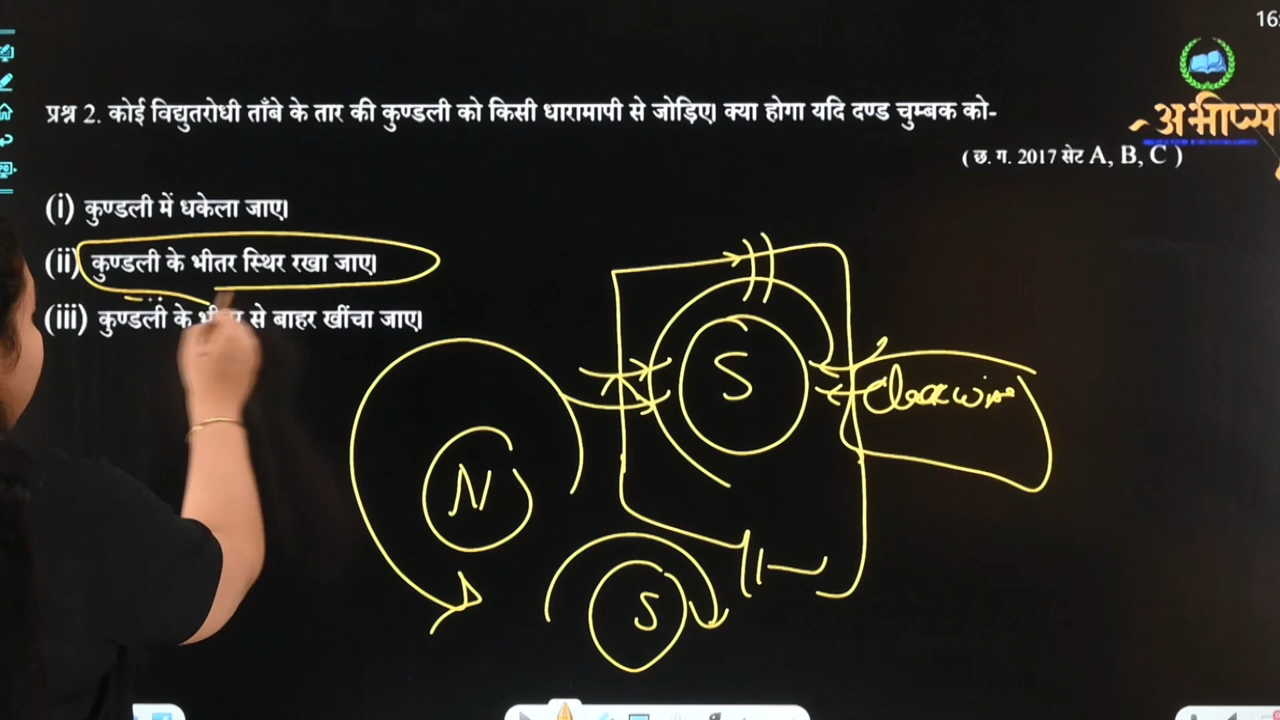 16
अभीप्स
प्रश्न 2. कोई विद्युतरोधी ताँबे के तार की कुण्डली को किसी धारामापी से जोड़िए। क्या होगा यदि दण्ड चुम्बक को-
( छ. ग. 2017 सेट A, B, C )
(i) कुण्डली में धकेला जाए।
(ii) कुण्डली के भीतर स्थिर रखा जाए।
(iii) कुण्डली के से बाहर खींचा जाए।
S
Clockwise
N
S